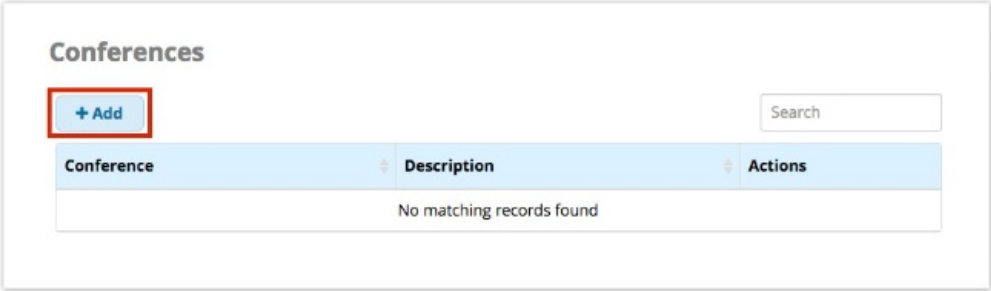 Conferences
+ Add
Search
Conference Description Actions
No matching records found